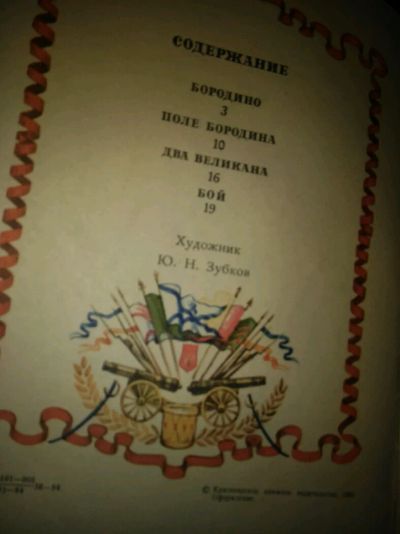 СОДЕРЖАНИЕ
БОРОДИНО
3
ПОЛЕ БОРОДИНА
10
ДВА ВЕЛИКАНА
16
БОЙ
19
Художник
Ю. Н. Зубков
©